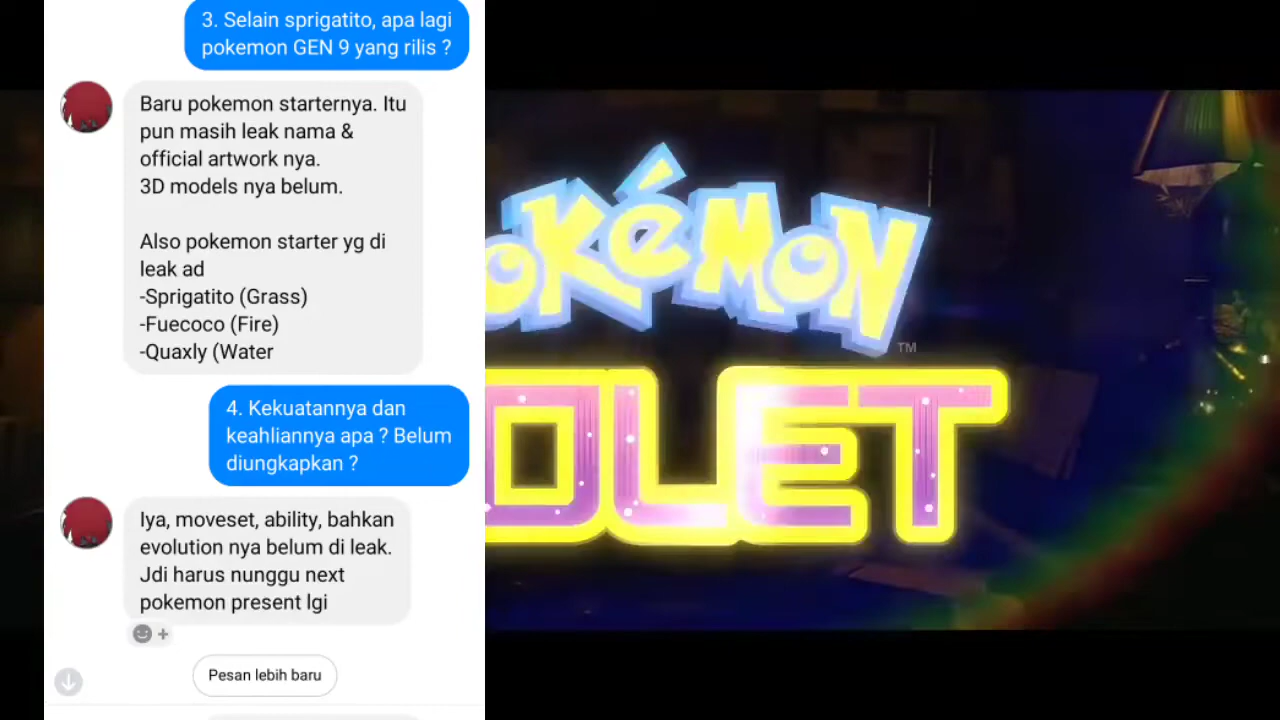 3. Selain sprigatito, apa lagi
pokemon GEN 9 yang rilis ?
Baru pokemon starternya. Itu
pun masih leak nama &
official artwork nya.
3D models nya belum.
Also pokemon starter yg di
leak ad
-Sprigatito (Grass)
-Fuecoco (Fire)
-Quaxly (Water
4. Kekuatannya dan
keahliannya apa ? Belum
diungkapkan ?
Iya, moveset, ability, bahkan
evolution nya belum di leak.
Jdi harus nunggu next
pokemon present lgi
Pesan lebih baru
POKéMON
TM
OLET